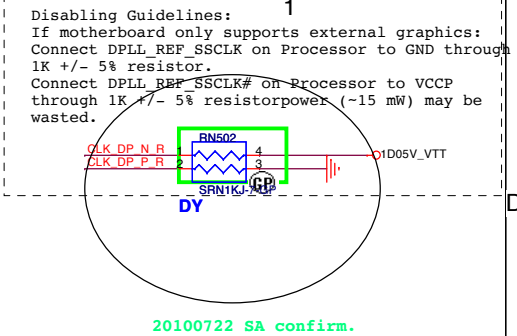 1
Disabling Guidelines:
If motherboard only supports external graphics:
Connect DPLL_REF_SSCLK on Processor to GND through
1K +/- 5% resistor.
Connect DPLL_REF_SSCLK# on Processor to VCCP
through 1K +/- 5% resistorpower (~15 mW) may be
wasted.
RN502
CLK_DP_N_R 1 4 1D05V_VTT
CLK_DP_P_R 2 3
GP
DY
D
20100722 SA confirm.